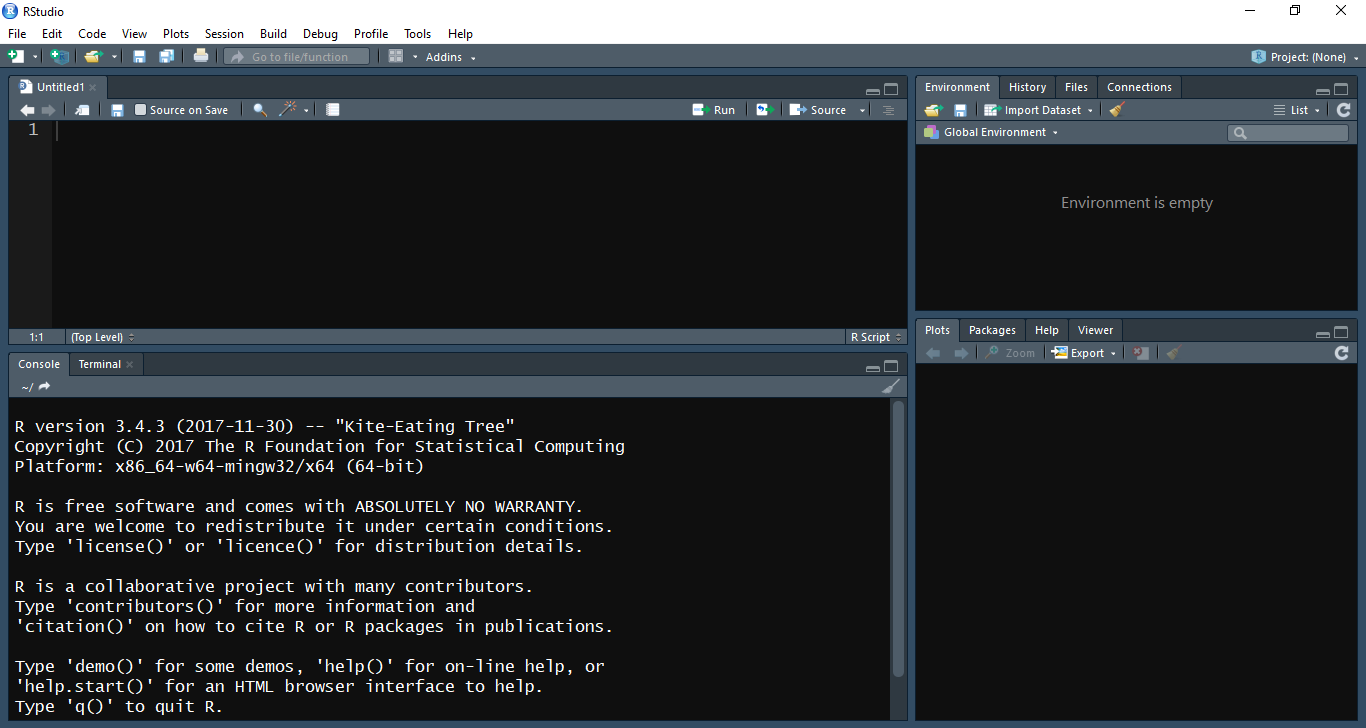 RStudio
File Edit Code View Plots Session Build Debug Profile Tools Help
Go to file/function Addins Project: (None)
Untitled1
Source on Save Run Source
1
1:1 (Top Level) R Script
Console Terminal
~/
R version 3.4.3 (2017-11-30) -- "Kite-Eating Tree"
Copyright (C) 2017 The R Foundation for Statistical Computing
Platform: x86_64-w64-mingw32/x64 (64-bit)
R is free software and comes with ABSOLUTELY NO WARRANTY.
You are welcome to redistribute it under certain conditions.
Type 'license()' or 'licence()' for distribution details.
R is a collaborative project with many contributors.
Type 'contributors()' for more information and
'citation()' on how to cite R or R packages in publications.
Type 'demo()' for some demos, 'help()' for on-line help, or
'help.start()' for an HTML browser interface to help.
Type 'q()' to quit R.
Environment History Files Connections
Import Dataset List
Global Environment
Environment is empty
Plots Packages Help Viewer
Zoom Export